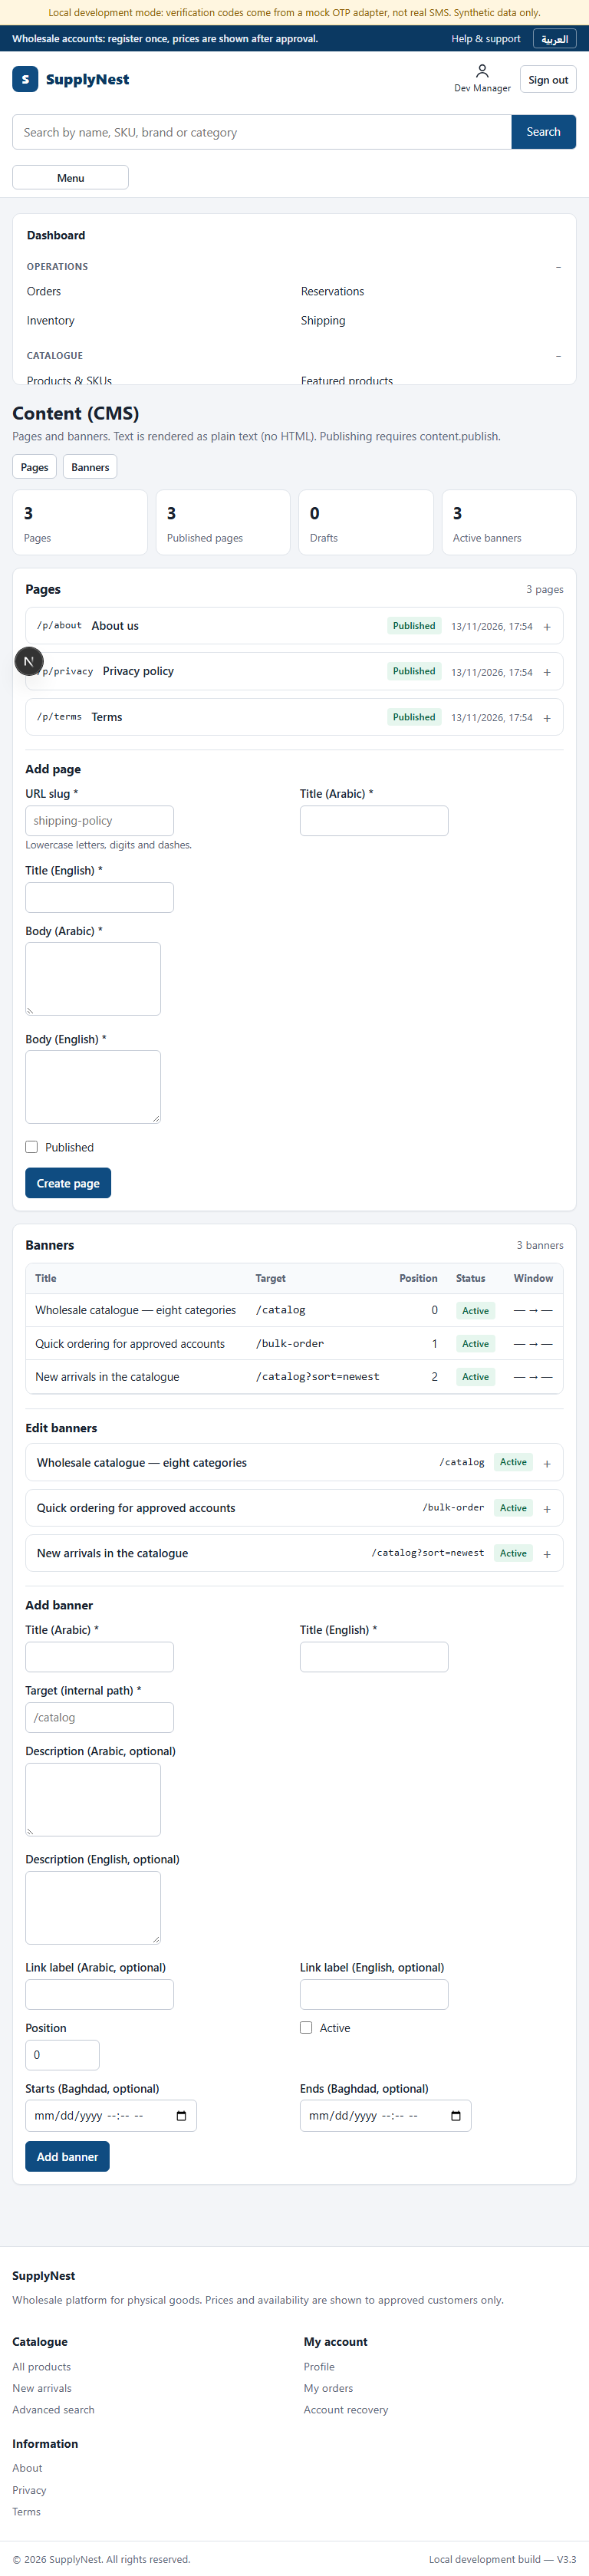 Local development mode: verification codes come from a mock OTP adapter, not real SMS. Synthetic data only.
Wholesale accounts: register once, prices are shown after approval.
Help & support
العربية
S
SupplyNest
Dev Manager
Sign out
Search by name, SKU, brand or category
Search
Menu
Dashboard
OPERATIONS –
Orders
Reservations
Inventory
Shipping
CATALOGUE –
Products & SKUs
Featured products
Content (CMS)
Pages and banners. Text is rendered as plain text (no HTML). Publishing requires content.publish.
Pages
Banners
3
Pages
3
Published pages
0
Drafts
3
Active banners
Pages
3 pages
/p/about About us Published 13/11/2026, 17:54 +
N
/p/privacy Privacy policy Published 13/11/2026, 17:54 +
/p/terms Terms Published 13/11/2026, 17:54 +
Add page
URL slug *
shipping-policy
Lowercase letters, digits and dashes.
Title (Arabic) *
Title (English) *
Body (Arabic) *
Body (English) *
Published
Create page
Banners
3 banners
Title Target Position Status Window
Wholesale catalogue — eight categories /catalog 0 Active — → —
Quick ordering for approved accounts /bulk-order 1 Active — → —
New arrivals in the catalogue /catalog?sort=newest 2 Active — → —
Edit banners
Wholesale catalogue — eight categories /catalog Active +
Quick ordering for approved accounts /bulk-order Active +
New arrivals in the catalogue /catalog?sort=newest Active +
Add banner
Title (Arabic) *
Title (English) *
Target (internal path) *
/catalog
Description (Arabic, optional)
Description (English, optional)
Link label (Arabic, optional)
Link label (English, optional)
Position
0
Active
Starts (Baghdad, optional)
mm/dd/yyyy --:-- --
Ends (Baghdad, optional)
mm/dd/yyyy --:-- --
Add banner
SupplyNest
Wholesale platform for physical goods. Prices and availability are shown to approved customers only.
Catalogue
All products
New arrivals
Advanced search
My account
Profile
My orders
Account recovery
Information
About
Privacy
Terms
© 2026 SupplyNest. All rights reserved.
Local development build — V3.3